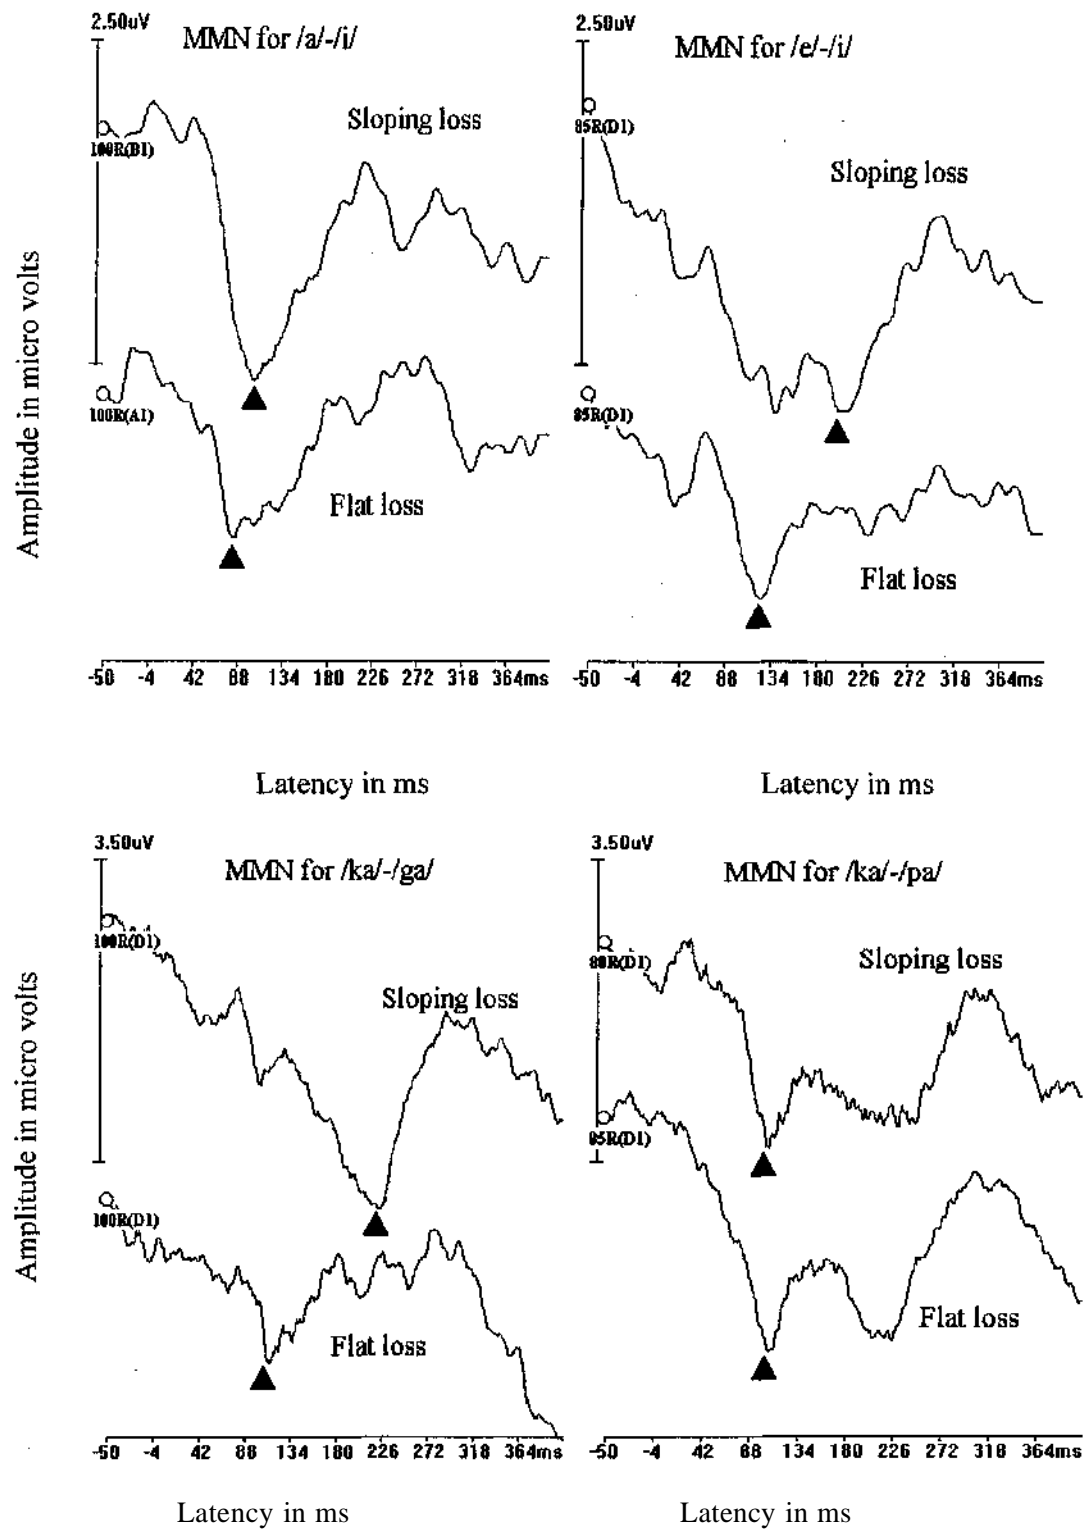 2.50uV
MMN for /a/-/i/
Sloping loss
100R(B1)
100R(A1)
Flat loss
-50 -4 42 88 134 180 226 272 318 364ms
Latency in ms
2.50uV
MMN for /e/-/i/
85R(D1)
Sloping loss
85R(D1)
Flat loss
-50 -4 42 88 134 180 226 272 318 364ms
Latency in ms
Amplitude in micro volts
3.50uV
MMN for /ka/-/ga/
100R(D1)
Sloping loss
100R(D1)
Flat loss
-50 -4 42 88 134 180 226 272 318 364ms
Latency in ms
3.50uV
MMN for /ka/-/pa/
Sloping loss
80R(D1)
85R(D1)
Flat loss
-50 -4 42 88 134 180 226 272 318 364ms
Latency in ms
Amplitude in micro volts